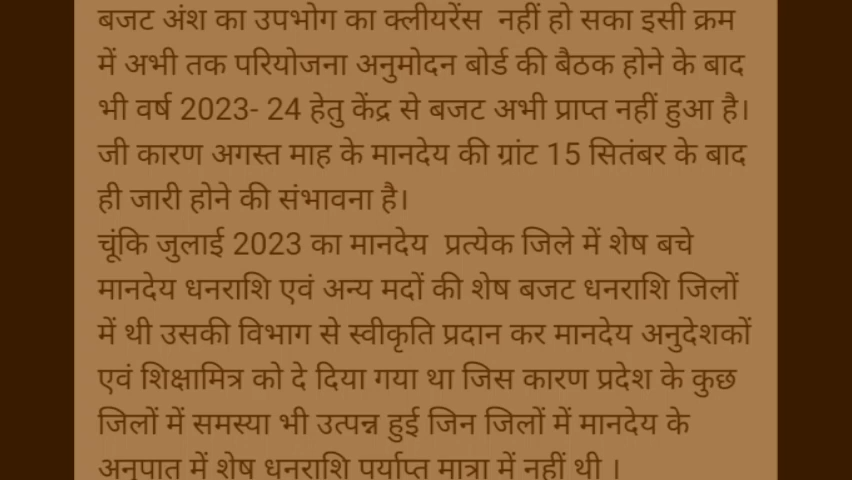 बजट अंश का उपभोग का क्लीयरेंस नहीं हो सका इसी क्रम
में अभी तक परियोजना अनुमोदन बोर्ड की बैठक होने के बाद
भी वर्ष 2023- 24 हेतु केंद्र से बजट अभी प्राप्त नहीं हुआ है।
जी कारण अगस्त माह के मानदेय की ग्रांट 15 सितंबर के बाद
ही जारी होने की संभावना है।
चूंकि जुलाई 2023 का मानदेय प्रत्येक जिले में शेष बचे
मानदेय धनराशि एवं अन्य मदों की शेष बजट धनराशि जिलों
में थी उसकी विभाग से स्वीकृति प्रदान कर मानदेय अनुदेशकों
एवं शिक्षामित्र को दे दिया गया था जिस कारण प्रदेश के कुछ
जिलों में समस्या भी उत्पन्न हुई जिन जिलों में मानदेय के
अनुपात में शेष धनराशि पर्याप्त मात्रा में नहीं थी ।